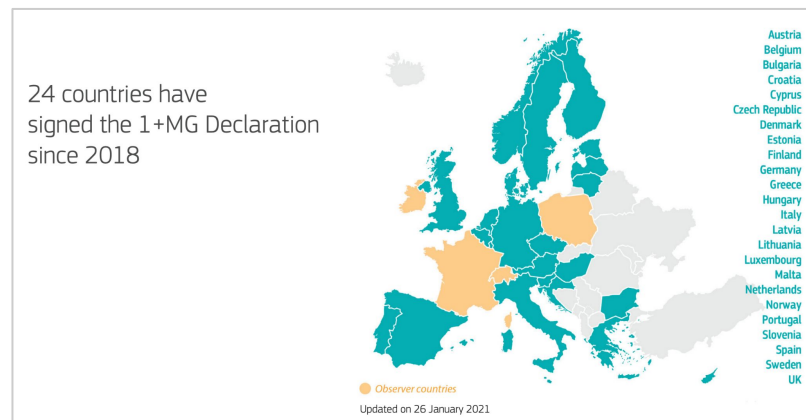 24 countries have
signed the 1+MG Declaration
since 2018
Austria
Belgium
Bulgaria
Croatia
Cyprus
Czech Republic
Denmark
Estonia
Finland
Germany
Greece
Hungary
Italy
Latvia
Lithuania
Luxembourg
Malta
Netherlands
Norway
Portugal
Slovenia
Spain
Sweden
UK
Observer countries
Updated on 26 January 2021